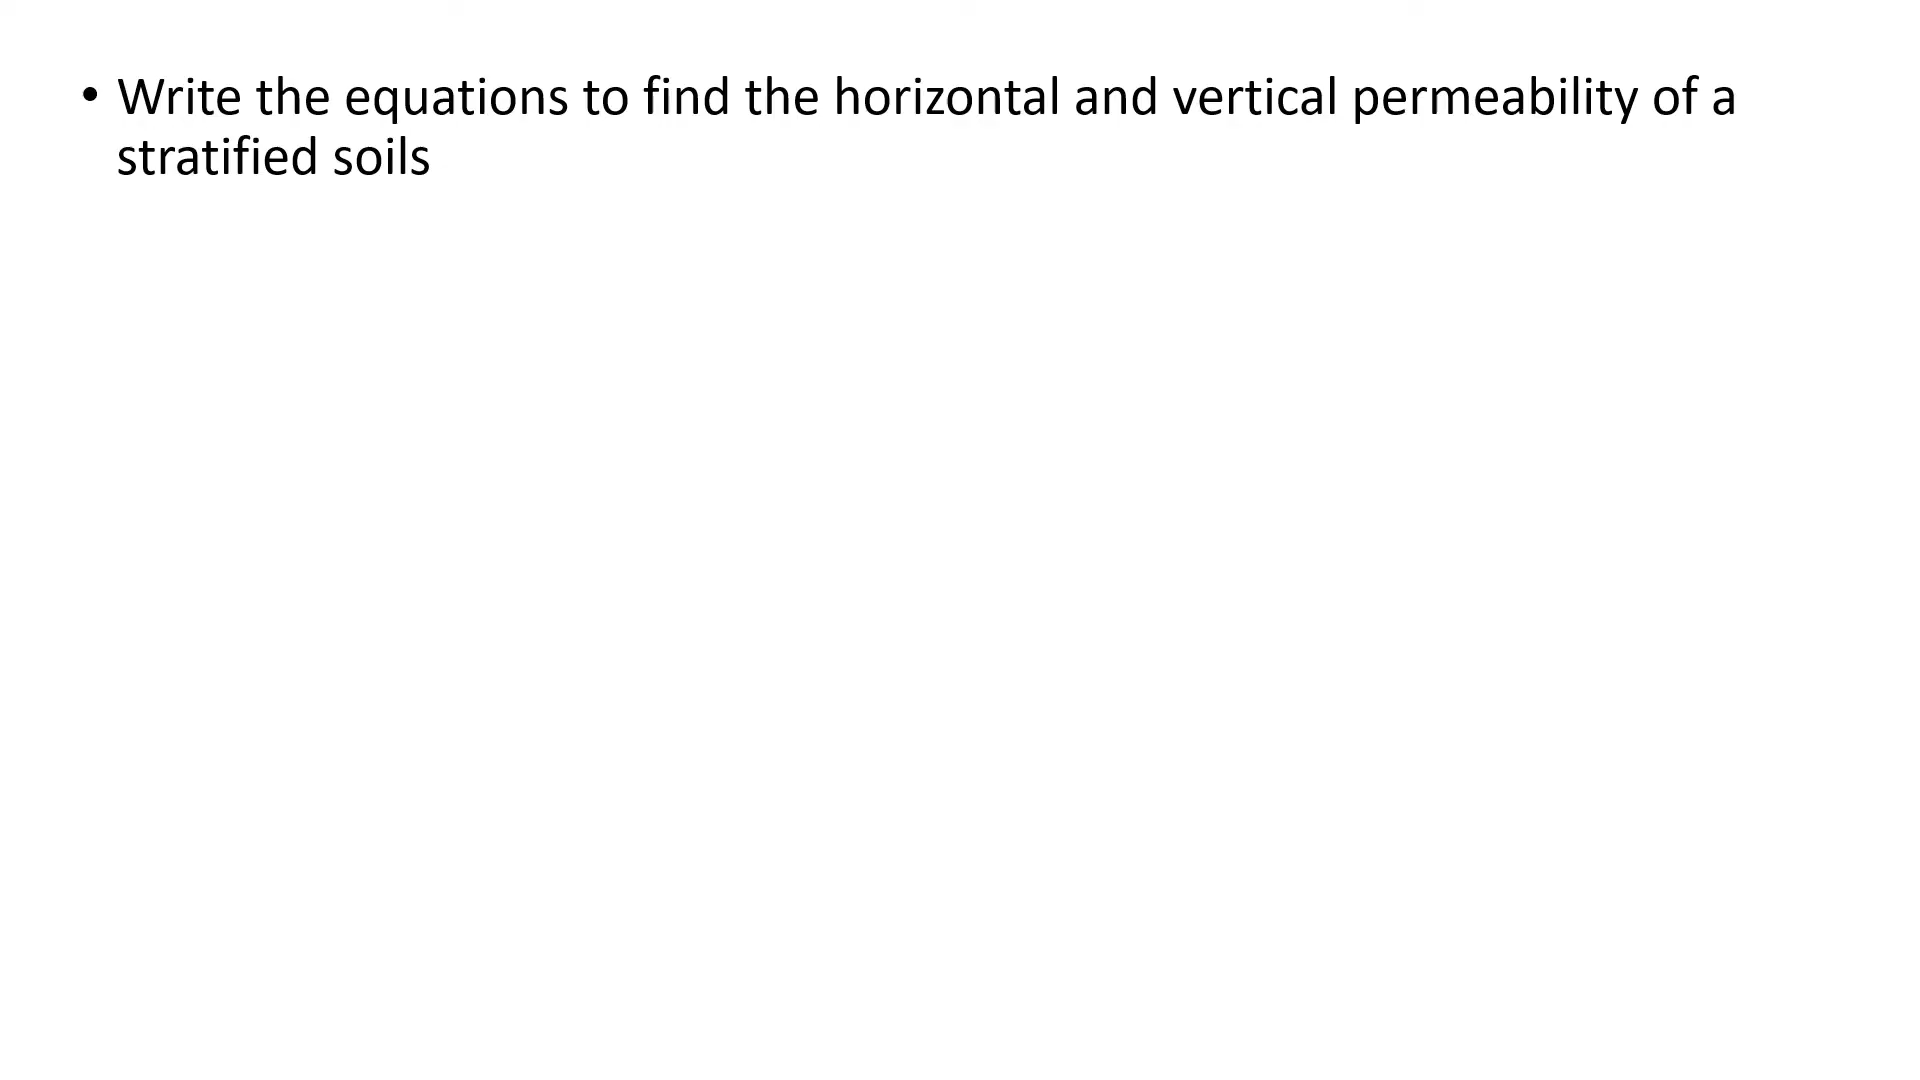 • Write the equations to find the horizontal and vertical permeability of a
stratified soils